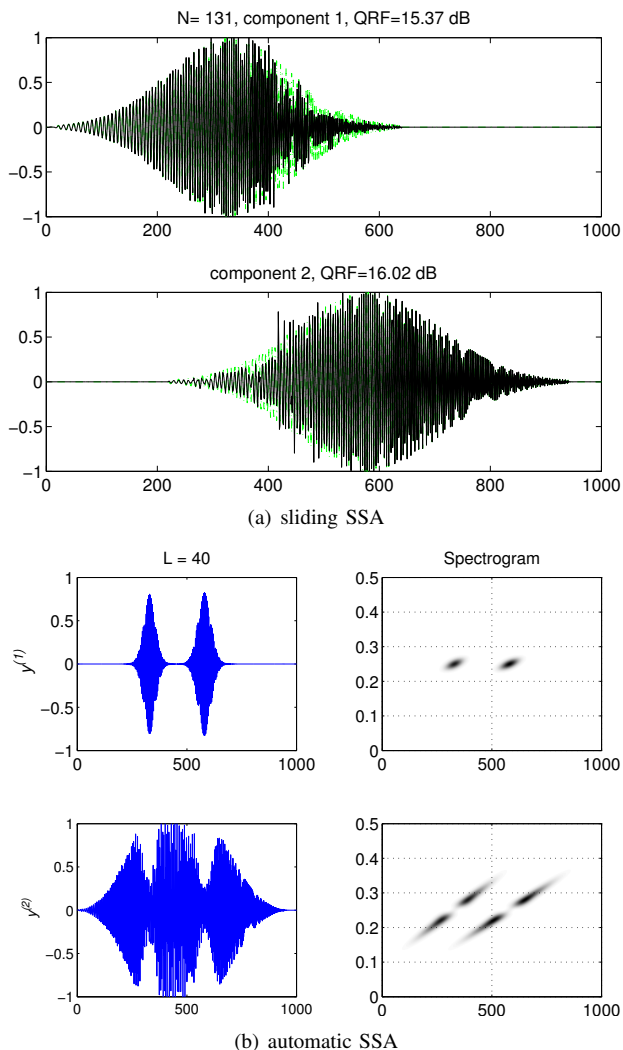 N= 131, component 1, QRF=15.37 dB
1
0.5
0
−0.5
−1
0 200 400 600 800 1000
component 2, QRF=16.02 dB
1
0.5
0
−0.5
−1
0 200 400 600 800 1000
(a) sliding SSA
L = 40
1
0.5
0
−0.5
−1
y(1)
0 500 1000
Spectrogram
0.5
0.4
0.3
0.2
0.1
0
0 500 1000
1
0.5
0
−0.5
−1
y(2)
0 500 1000
0.5
0.4
0.3
0.2
0.1
0
0 500 1000
(b) automatic SSA